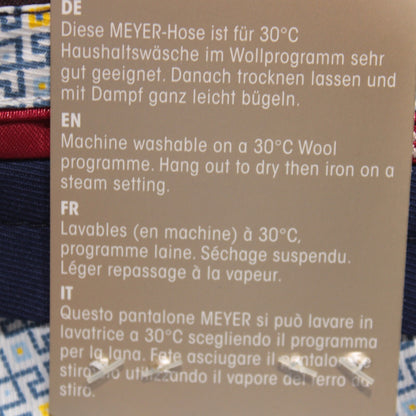 DE
Diese MEYER-Hose ist für 30°C
Haushaltswäsche im Wollprogramm sehr
gut geeignet. Danach trocknen lassen und
mit Dampf ganz leicht bügeln.
EN
Machine washable on a 30°C Wool
programme. Hang out to dry then iron on a
steam setting.
FR
Lavables (en machine) à 30°C,
programme laine. Séchage suspendu.
Léger repassage à la vapeur.
IT
Questo pantalone MEYER si può lavare in
lavatrice a 30°C scegliendo il programma
per la lana. Fate asciugare il pantalone e
stiratelo utilizzando il vapore del ferro da
stiro.